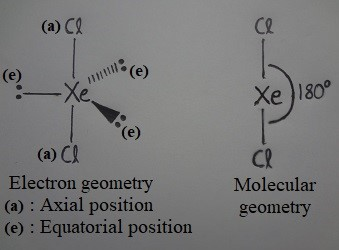 (a) Cl
(e)
(e)
Xe
(e)
(a) Cl
Cl
Xe
180°
Cl
Electron geometry
(a) : Axial position
(e) : Equatorial position
Molecular
geometry